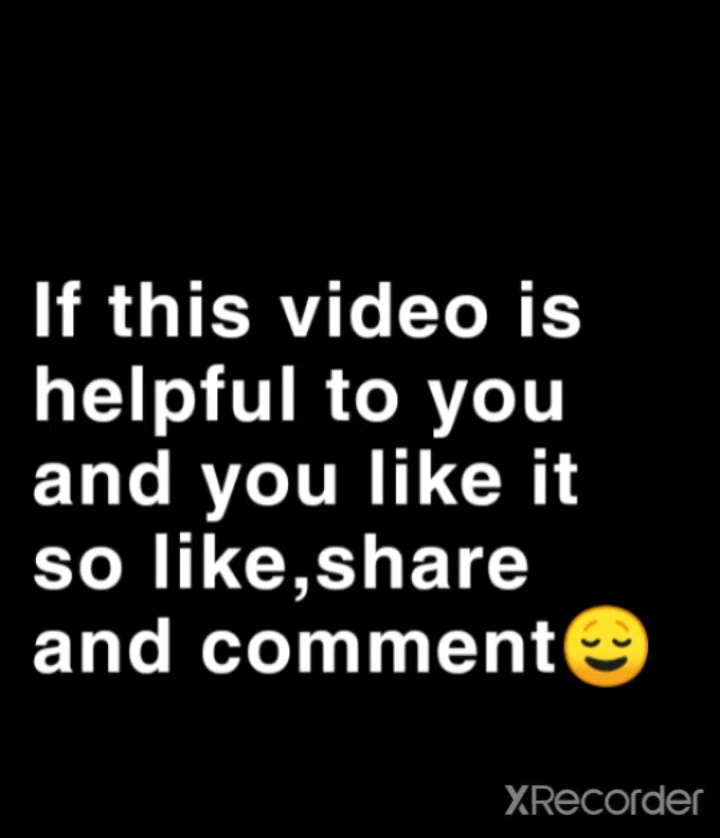 If this video is
helpful to you
and you like it
so like,share
and comment😌
XRecorder